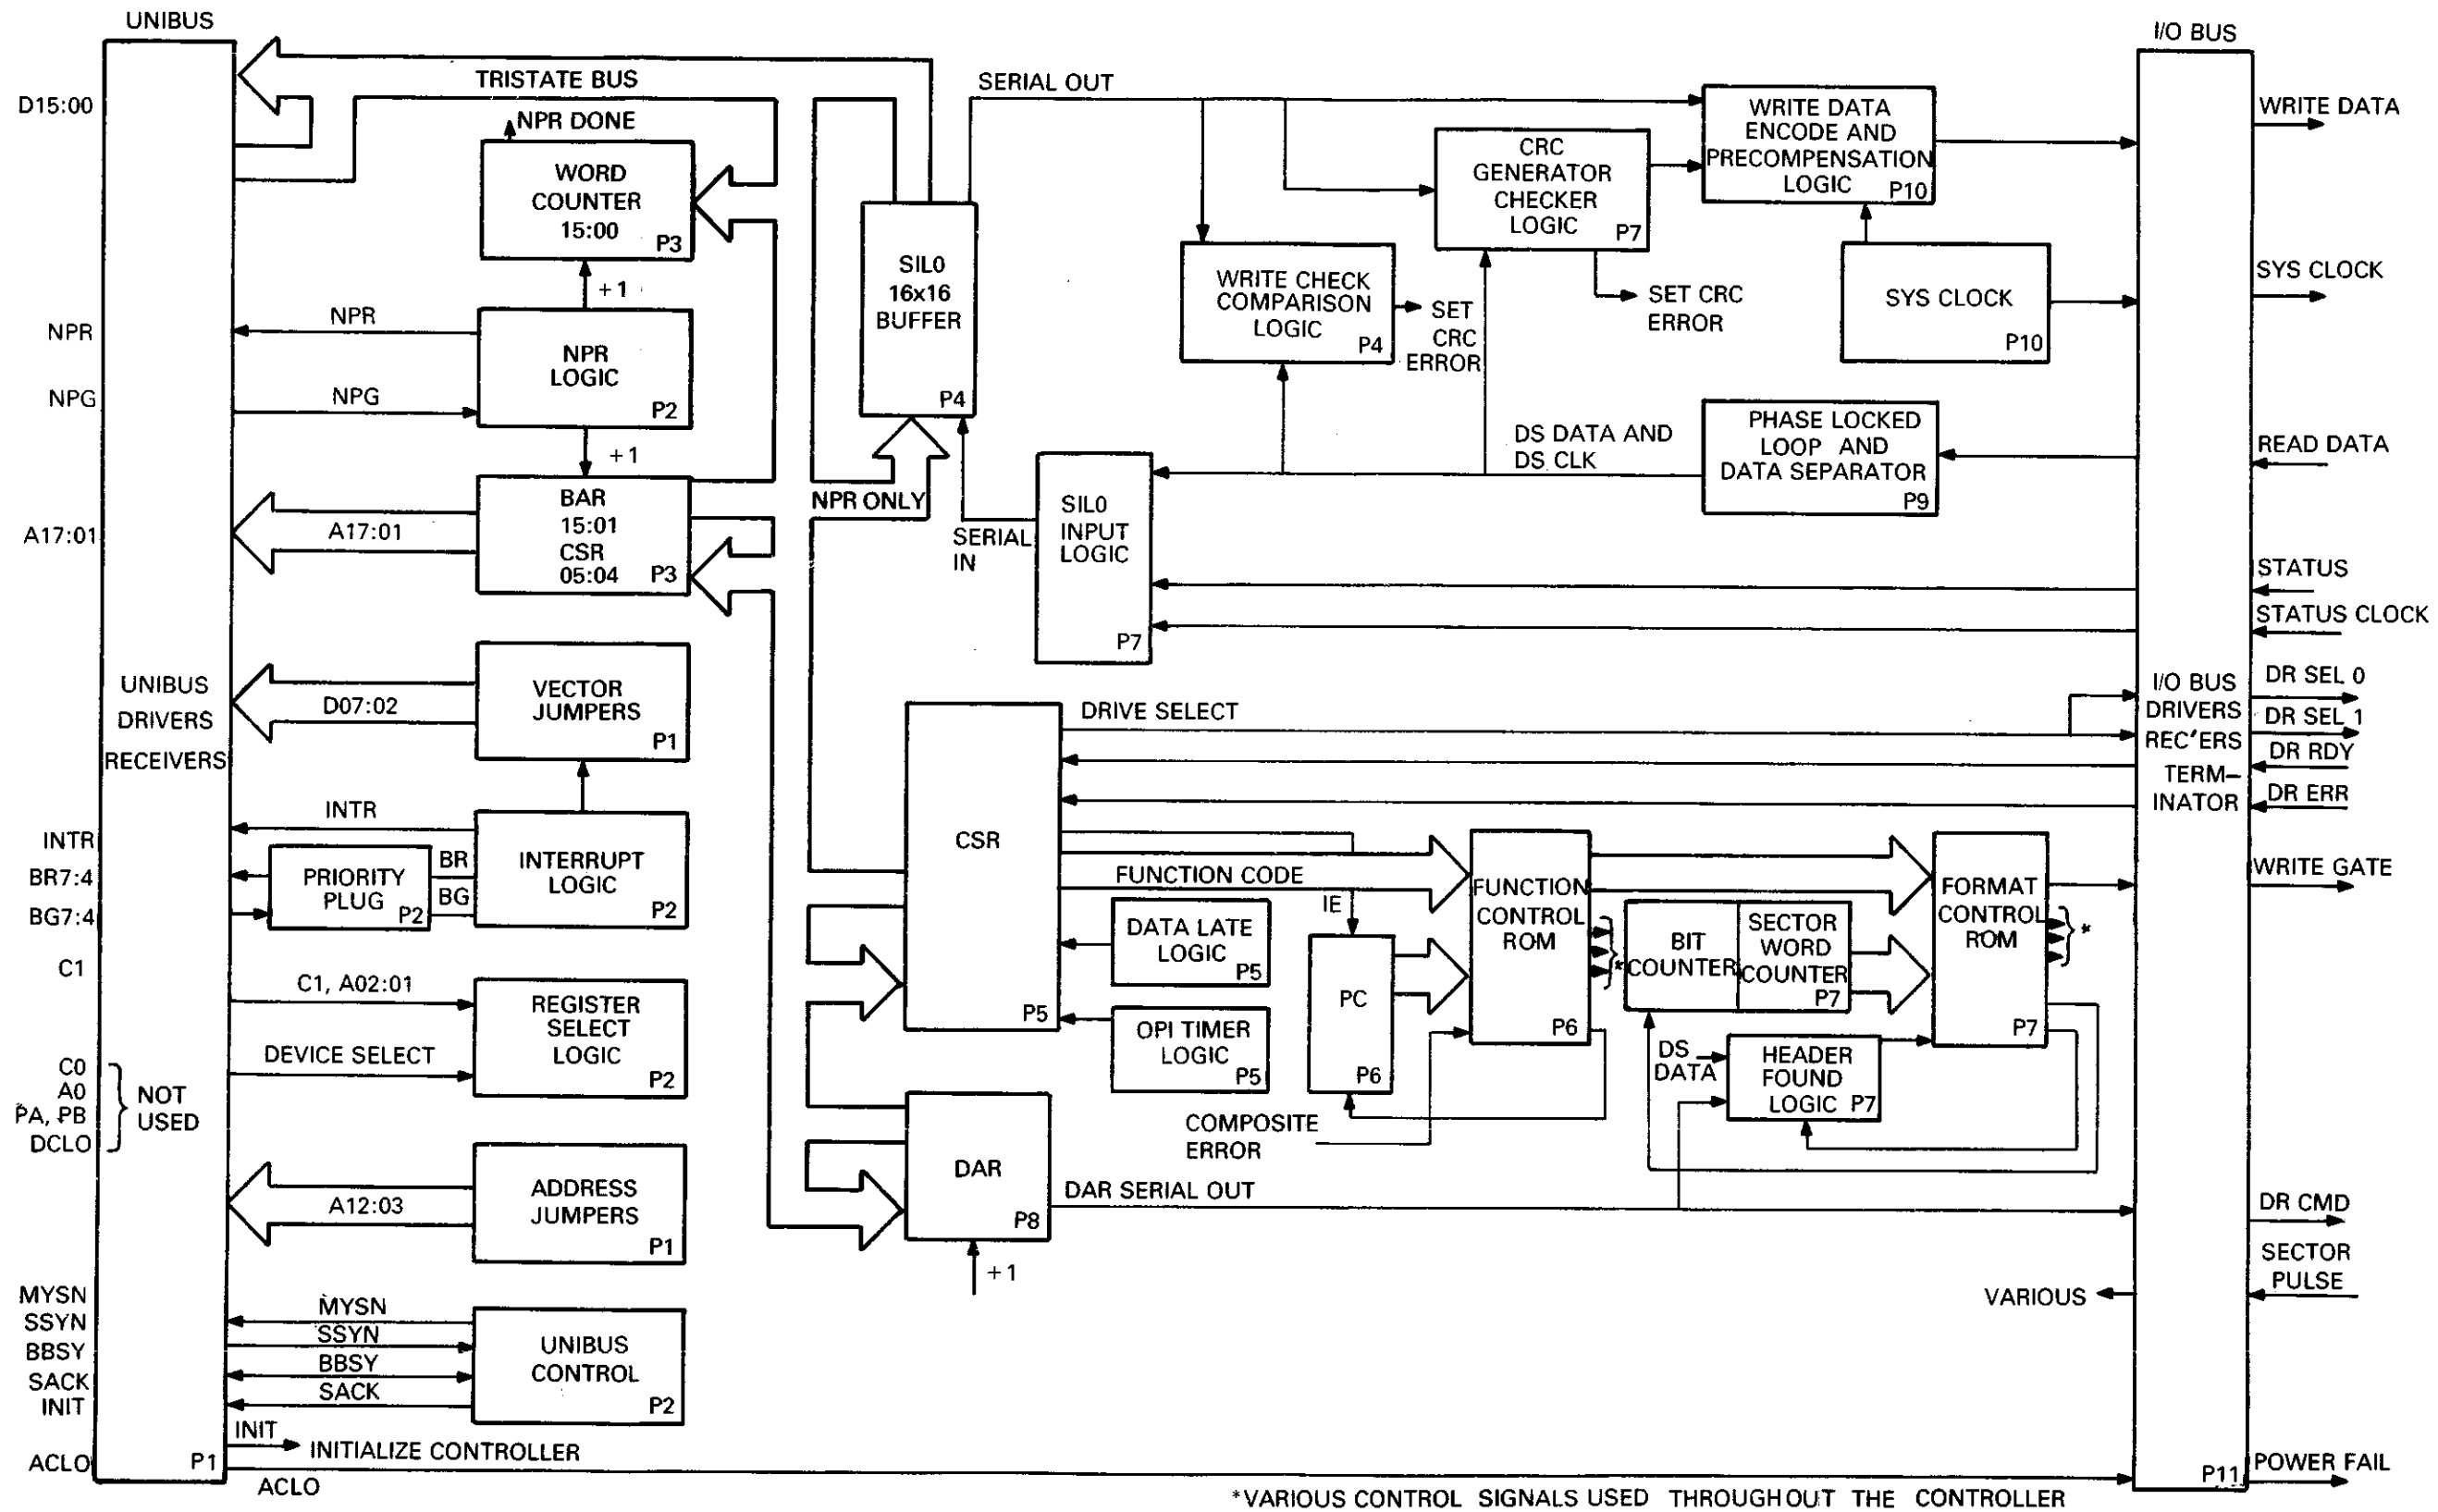 UNIBUS
I/O BUS
D15:00
TRISTATE BUS
NPR DONE
WORD
COUNTER
15:00
P3
+1
NPR
NPR
NPR
LOGIC
P2
NPG
NPG
+1
BAR
15:01
CSR
05:04
P3
A17:01
A17:01
SILO
16x16
BUFFER
P4
NPR ONLY
SERIAL OUT
SERIAL
IN
SILO
INPUT
LOGIC
P7
WRITE CHECK
COMPARISON
LOGIC
P4
SET
CRC
ERROR
CRC
GENERATOR
CHECKER
LOGIC
P7
SET CRC
ERROR
WRITE DATA
ENCODE AND
PRECOMPENSATION
LOGIC
P10
SYS CLOCK
P10
DS DATA AND
DS CLK
PHASE LOCKED
LOOP AND
DATA SEPARATOR
P9
WRITE DATA
SYS CLOCK
READ DATA
STATUS
STATUS CLOCK
UNIBUS
DRIVERS
RECEIVERS
D07:02
VECTOR
JUMPERS
P1
INTR
INTR
BR7:4
BG7:4
PRIORITY
PLUG
P2
BR
BG
INTERRUPT
LOGIC
P2
C1
C1, A02:01
DEVICE SELECT
REGISTER
SELECT
LOGIC
P2
C0
A0
PA, PB
DCLO
NOT
USED
A12:03
ADDRESS
JUMPERS
P1
MYSN
SSYN
BBSY
SACK
INIT
MYSN
SSYN
BBSY
SACK
UNIBUS
CONTROL
P2
INIT
INITIALIZE CONTROLLER
ACLO
P1
ACLO
CSR
P5
DRIVE SELECT
FUNCTION CODE
IE
DATA LATE
LOGIC
P5
OPI TIMER
LOGIC
P5
PC
P6
COMPOSITE
ERROR
FUNCTION
CONTROL
ROM
P6
*
BIT
COUNTER
SECTOR
WORD
COUNTER
P7
DS
DATA
HEADER
FOUND
LOGIC P7
FORMAT
CONTROL
ROM
P7
*
DAR
P8
DAR SERIAL OUT
+1
I/O BUS
DRIVERS
REC'ERS
TERM–
INATOR
DR SEL 0
DR SEL 1
DR RDY
DR ERR
WRITE GATE
DR CMD
SECTOR
PULSE
VARIOUS
P11
POWER FAIL
*VARIOUS CONTROL SIGNALS USED THROUGHOUT THE CONTROLLER